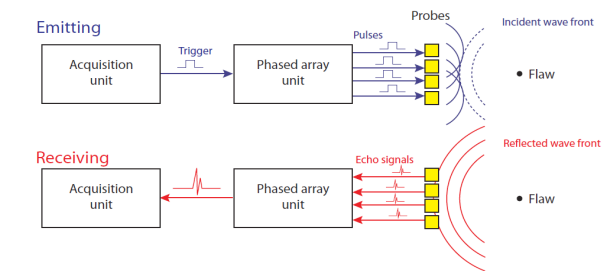 Emitting
Probes
Incident wave front
Trigger
Pulses
Acquisition
unit
Phased array
unit
Flaw
Receiving
Echo signals
Reflected wave front
Acquisition
unit
Phased array
unit
Flaw